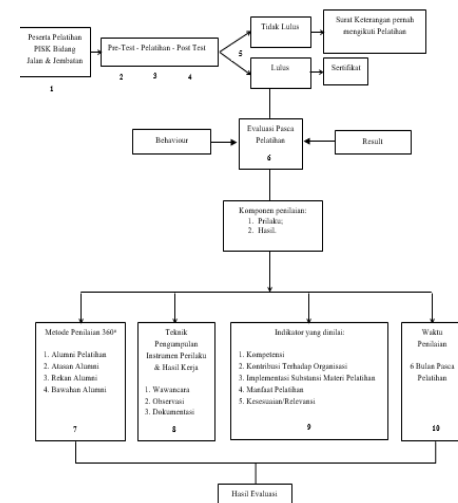 Peserta Pelatihan
PISK Bidang
Jalan & Jembatan
1
Pre-Test - Pelatihan - Post Test
2 3 4
5
Tidak Lulus
Surat Keterangan pernah
mengikuti Pelatihan
Lulus
Sertifikat
Behaviour
Evaluasi Pasca
Pelatihan
6
Result
Komponen penilaian:
1. Prilaku;
2. Hasil.
Metode Penilaian 360°
1. Alumni Pelatihan
2. Atasan Alumni
3. Rekan Alumni
4. Bawahan Alumni
7
Teknik
Pengumpulan
Instrumen Perilaku
& Hasil Kerja
1. Wawancara
2. Observasi
3. Dokumentasi
8
Indikator yang dinilai:
1. Kompetensi
2. Kontribusi Terhadap Organisasi
3. Implementasi Substansi Materi Pelatihan
4. Manfaat Pelatihan
5. Kesesuaian/Relevansi
9
Waktu
Penilaian
6 Bulan Pasca
Pelatihan
10
Hasil Evaluasi